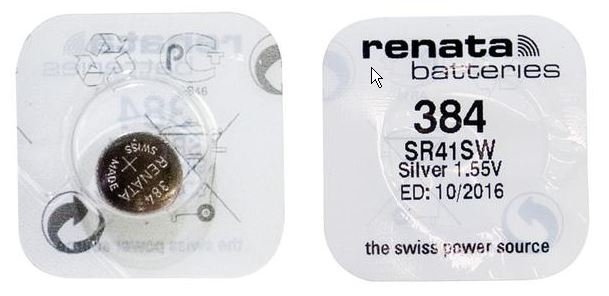 RENATA
384
SWISS
MADE
+
renata
batteries
384
SR41SW
Silver 1.55V
ED: 10/2016
the swiss power source